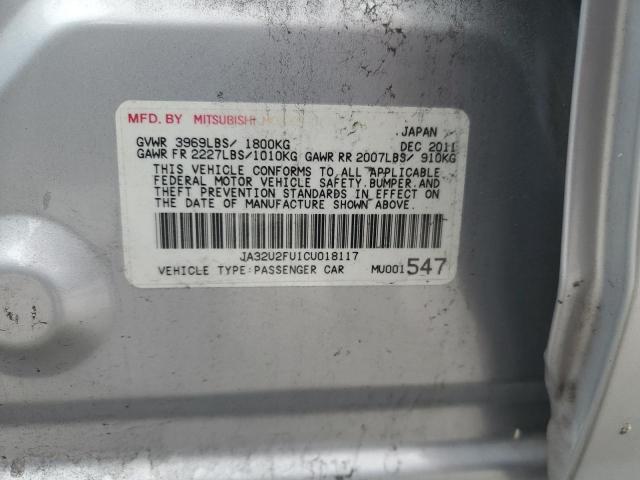 MFD. BY MITSUBISHI
JAPAN
GVWR 3969LBS/ 1800KG DEC 2011
GAWR FR 2227LBS/1010KG GAWR RR 2007LBS/ 910KG
THIS VEHICLE CONFORMS TO ALL APPLICABLE
FEDERAL MOTOR VEHICLE SAFETY, BUMPER, AND
THEFT PREVENTION STANDARDS IN EFFECT ON
THE DATE OF MANUFACTURE SHOWN ABOVE.
JA32U2FU1CU018117
VEHICLE TYPE:PASSENGER CAR MU001547